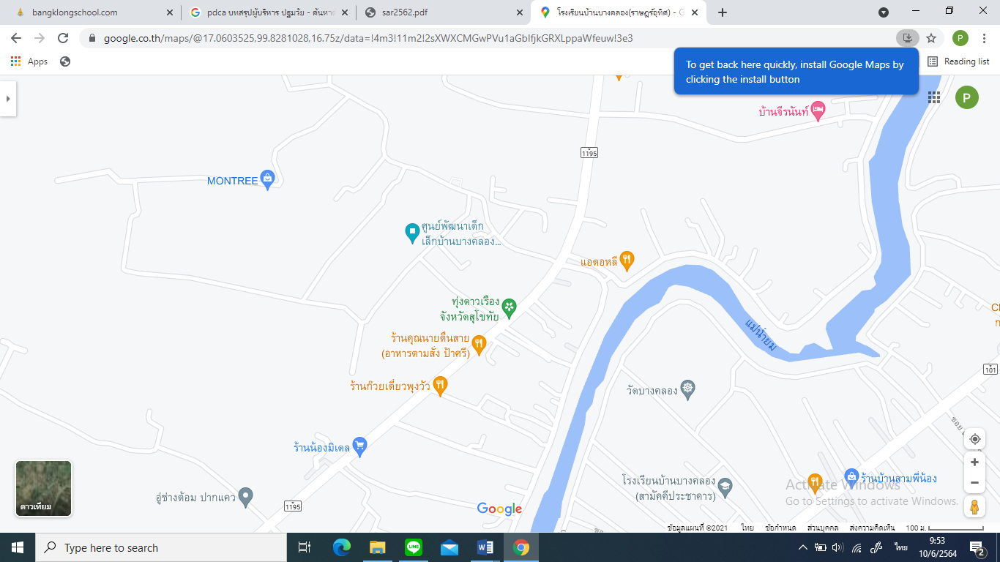 bangklongschool.com
pdca บทสรุปผู้บริหาร ปฐมวัย - ค้นหาด้
sar2562.pdf
โรงเรียนบ้านบางคลอง(ราษฎร์อุทิศ) - G
google.co.th/maps/@17.0603525,99.8281028,16.75z/data=!4m3!11m2!2sXWXCMGwPVu1aGbIfjkGRXLppaWfeuw!3e3
P
Apps
Reading list
To get back here quickly, install Google Maps by
clicking the install button
P
บ้านจีรนันท์
1195
MONTREE
ศูนย์พัฒนาเด็ก
เล็กบ้านบางคลอง...
แอตอหลี
ทุ่งดาวเรือง
จังหวัดสุโขทัย
ร้านคุณนายตื่นสาย
(อาหารตามสั่ง ป้าศรี)
แม่น้ำยม
101
ร้านก๊วยเตี่ยวพุงวัว
วัดบางคลอง
ซอย
ร้านน้องมิเดล
โรงเรียนบ้านบางคลอง
(สามัคคีประชาคาร)
ร้านบ้านสามพี่น้อง
Activate Windows
Go to Settings to activate Windows.
อู่ช่างต้อม ปากแคว
1195
ดาวเทียม
Google
ข้อมูลแผนที่ ©2021 ไทย ข้อกำหนด ส่วนบุคคล ส่งความคิดเห็น 100 ม.
Type here to search
ไทย
9:53
10/6/2564
2